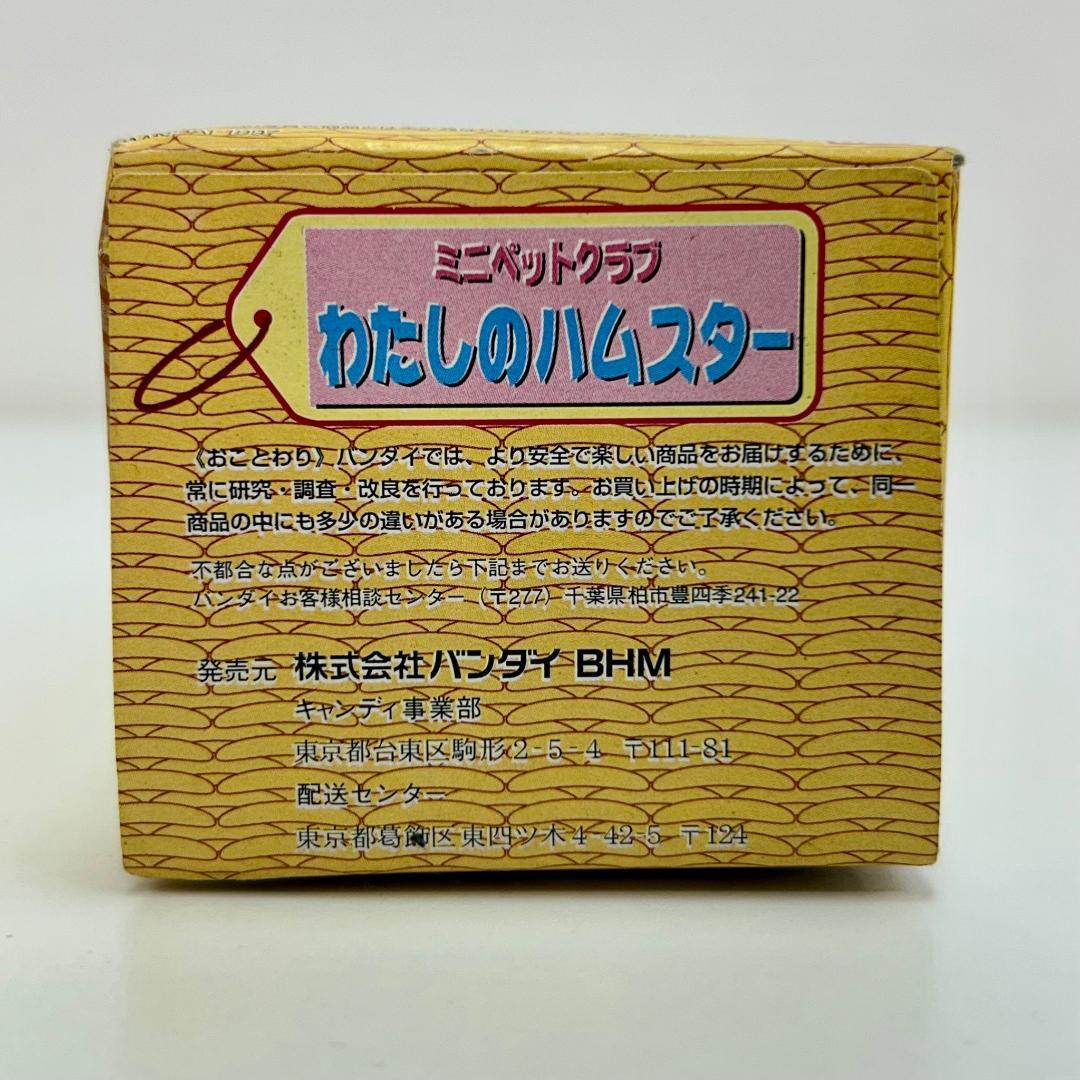 ミニペットクラブ
わたしのハムスター
《おことわり》バンダイでは、より安全で楽しい商品をお届けするために、
常に研究・調査・改良を行っております。お買い上げの時期によって、同一
商品の中にも多少の違いがある場合がありますのでご了承ください。
不都合な点がございましたら下記までお送りください。
バンダイお客様相談センター（〒277）千葉県柏市豊四季241-22
発売元 株式会社バンダイ BHM
キャンディ事業部
東京都台東区駒形2-5-4 〒111-81
配送センター
東京都葛飾区東四ツ木4-42-5 〒124